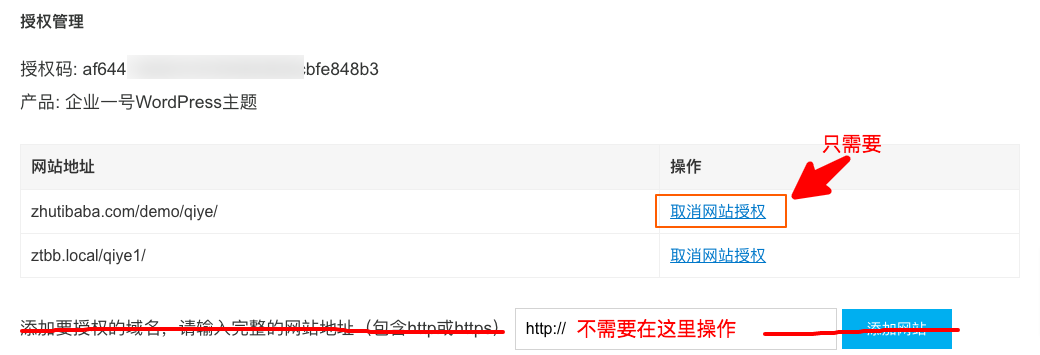 授权管理
授权码: af644 bfe848b3
产品: 企业一号WordPress主题
只需要
网站地址 操作
zhutibaba.com/demo/qiye/ 取消网站授权
ztbb.local/qiye1/ 取消网站授权
添加要授权的域名，请输入完整的网站地址（包含http或https） http:// 不需要在这里操作 添加网站